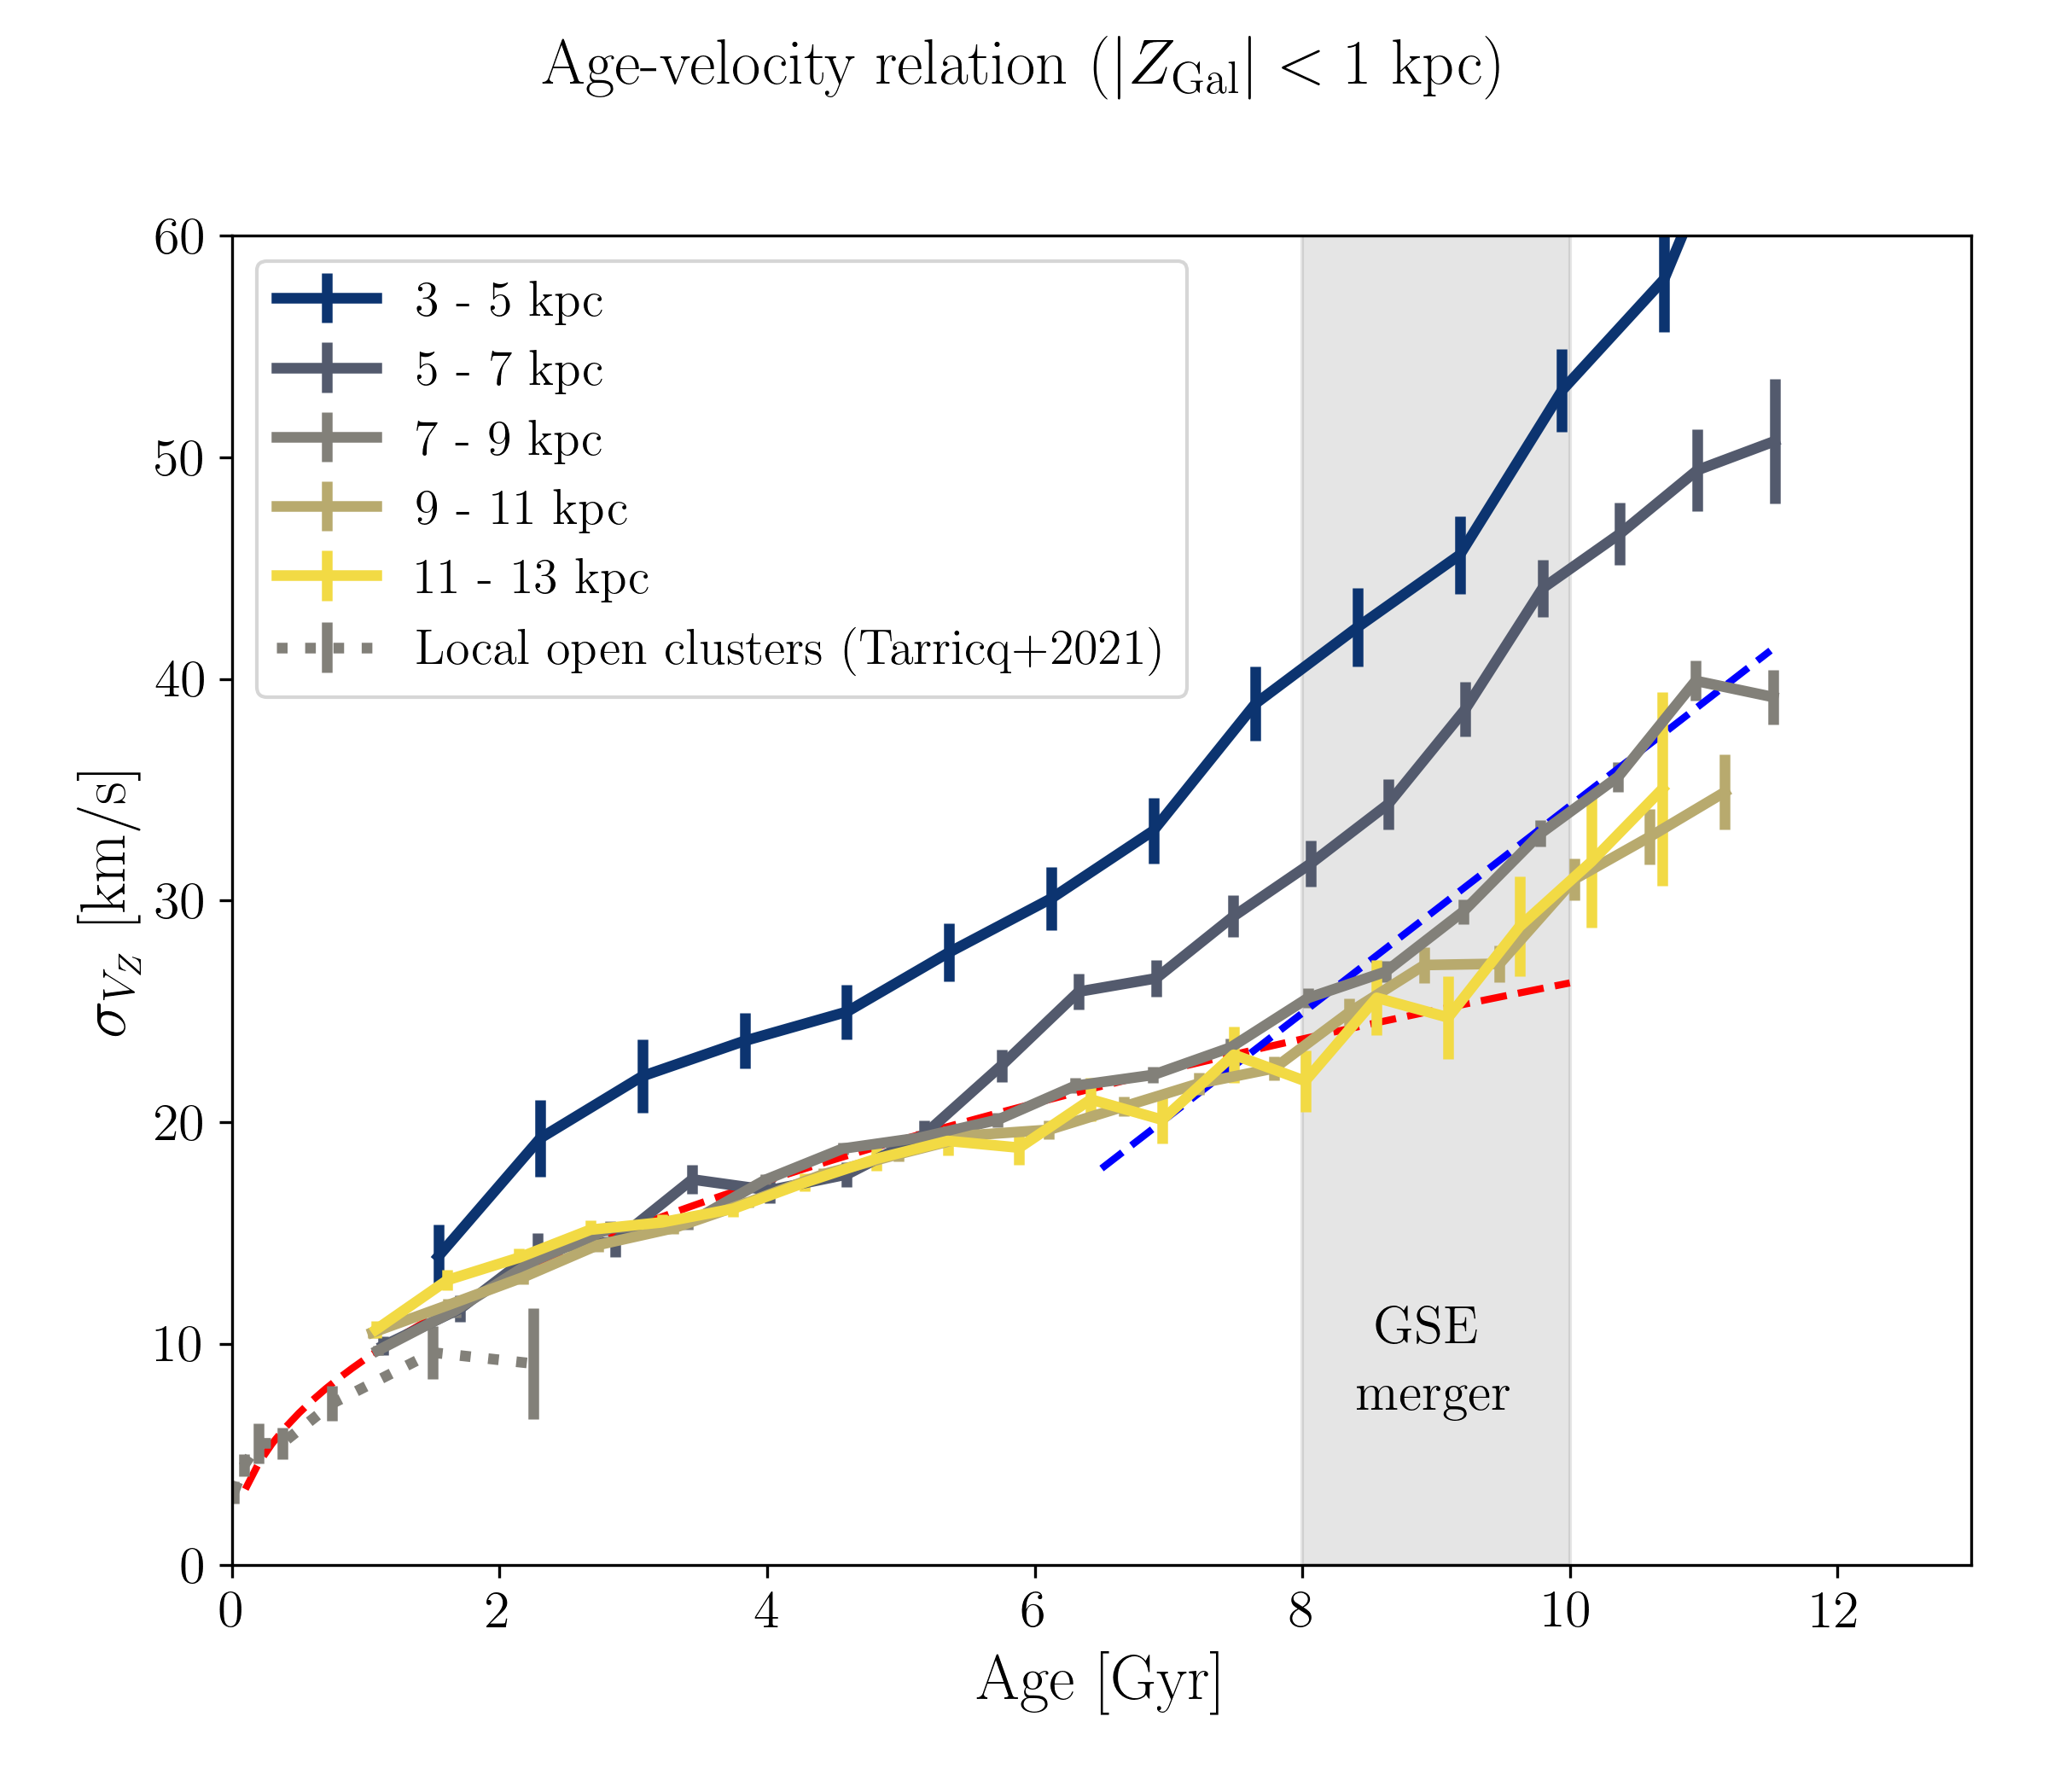 Age-velocity relation (|Z_Gal| < 1 kpc)
60
50
40
30
20
10
0
σ_{V_Z} [km/s]
3 - 5 kpc
5 - 7 kpc
7 - 9 kpc
9 - 11 kpc
11 - 13 kpc
Local open clusters (Tarricq+2021)
GSE
merger
0 2 4 6 8 10 12
Age [Gyr]